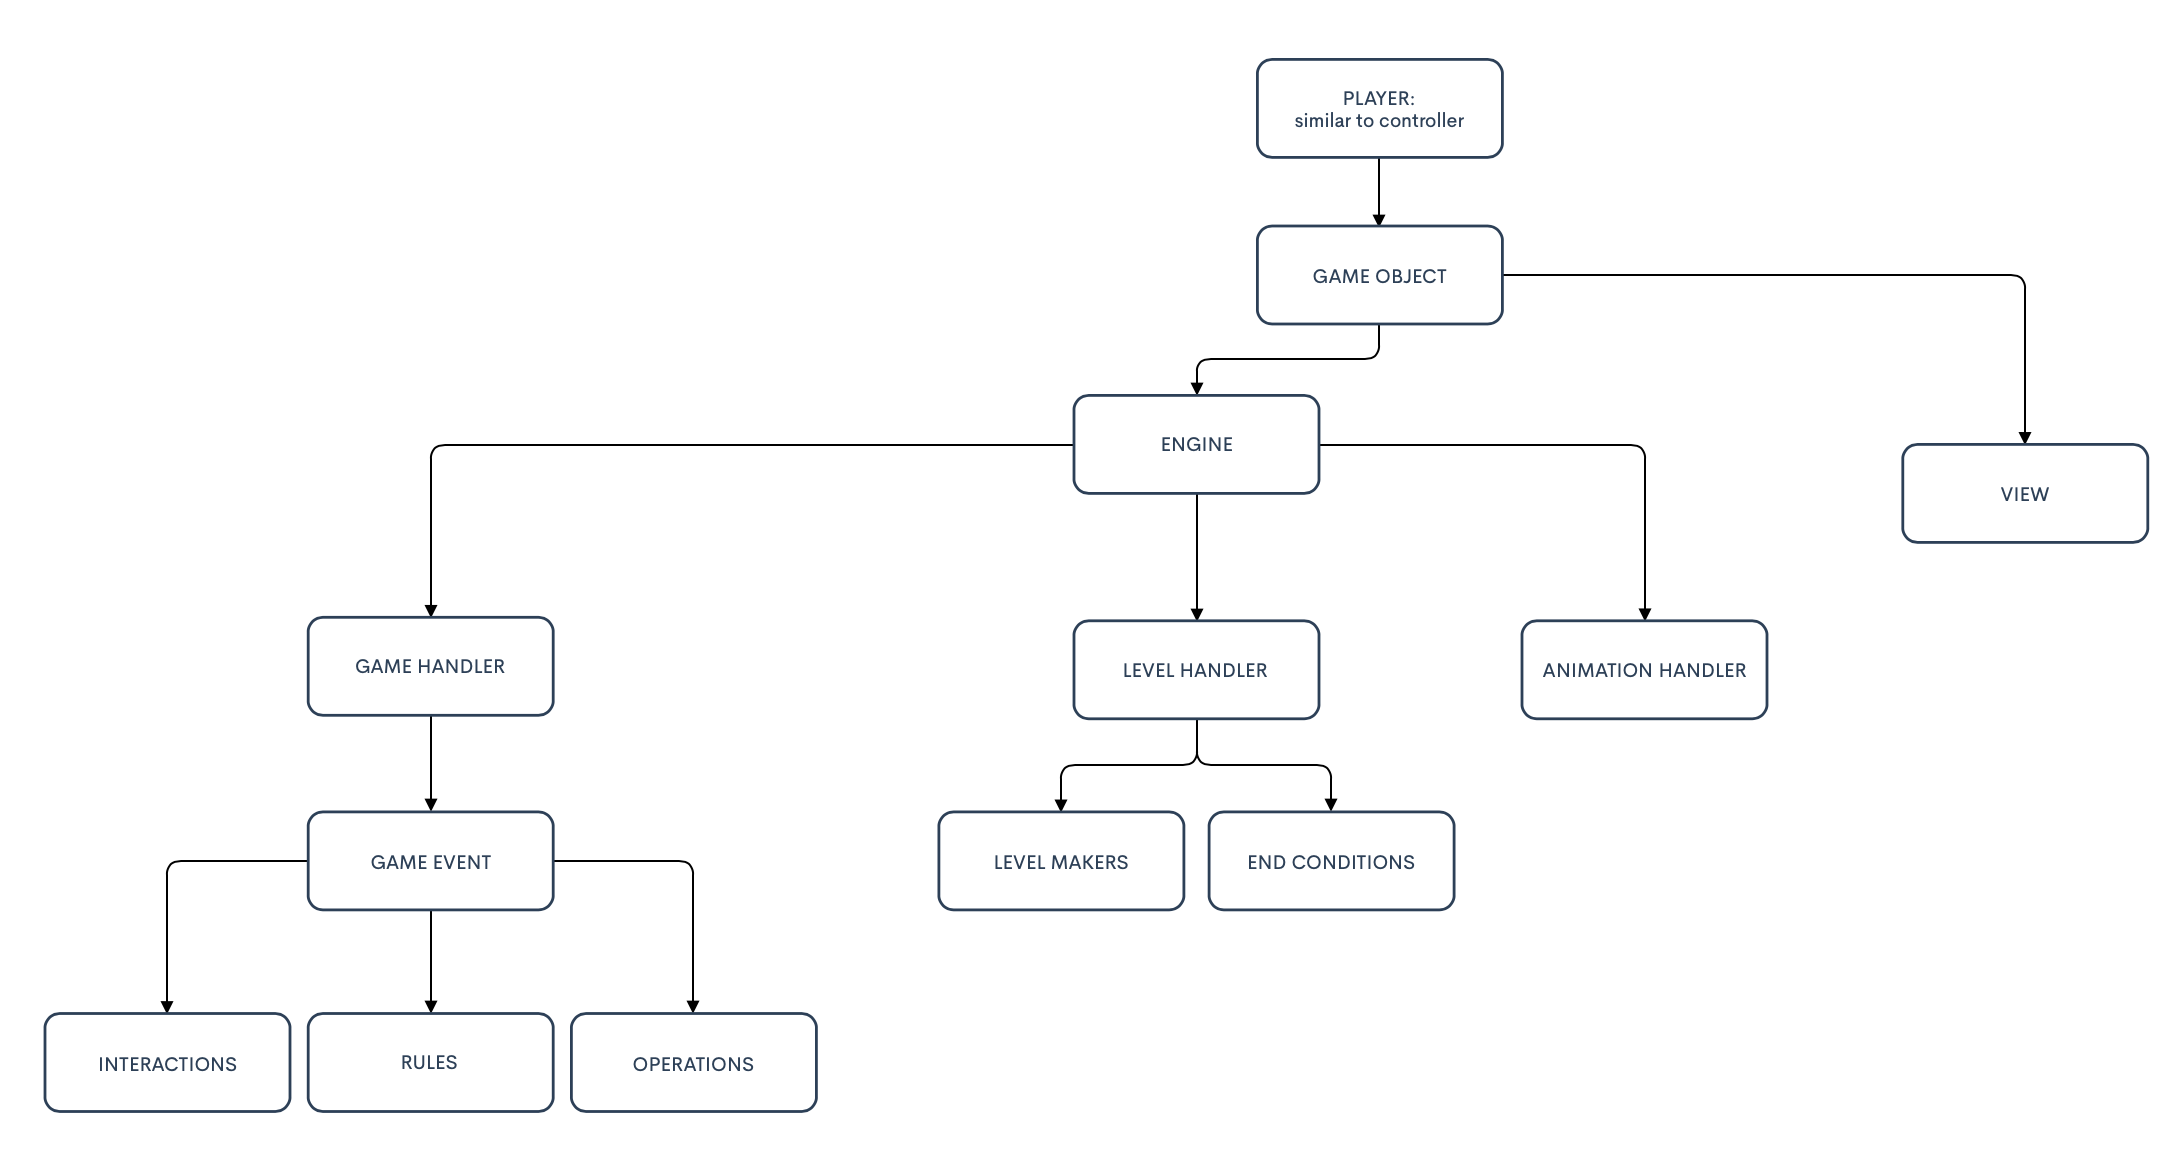 PLAYER:
similar to controller
GAME OBJECT
ENGINE
VIEW
GAME HANDLER
LEVEL HANDLER
ANIMATION HANDLER
GAME EVENT
LEVEL MAKERS
END CONDITIONS
INTERACTIONS
RULES
OPERATIONS